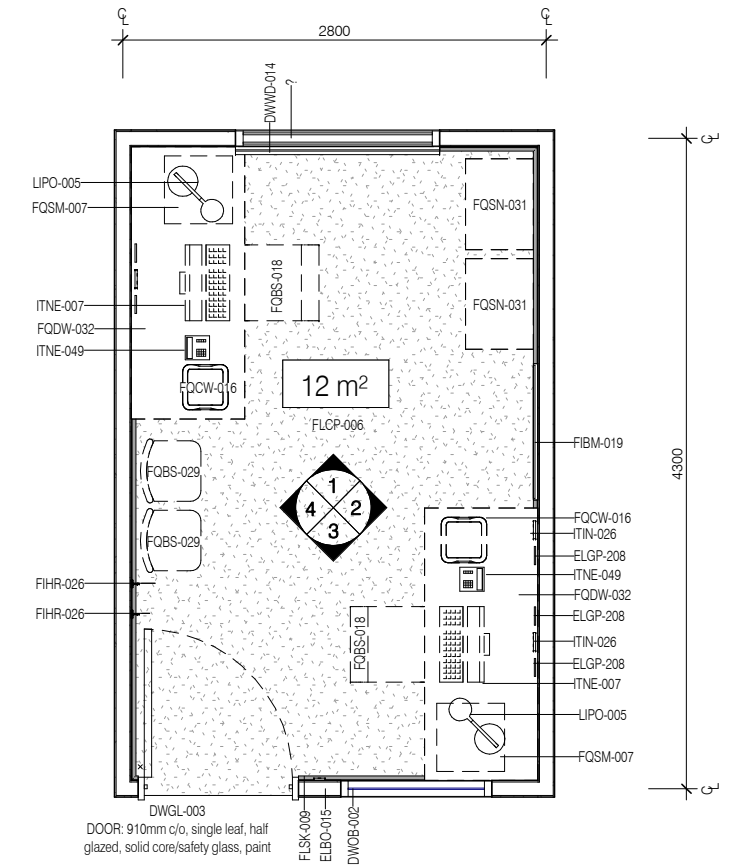 ℄
℄
2800
DWWD-014
?
℄
LIPO-005
FQSM-007
FQSN-031
FQBS-018
FQSN-031
ITNE-007
FQDW-032
ITNE-049
FQCW-016
12 m²
FLCP-006
FIBM-019
4300
FQBS-029
1
4 2
3
FQBS-029
FQCW-016
ITIN-026
ELGP-208
ITNE-049
FQDW-032
FIHR-026
FIHR-026
ELGP-208
FQBS-018
ITIN-026
ELGP-208
ITNE-007
LIPO-005
FQSM-007
℄
DWGL-003
DOOR: 910mm c/o, single leaf, half
glazed, solid core/safety glass, paint
FLSK-009
ELBO-015
DWOB-002